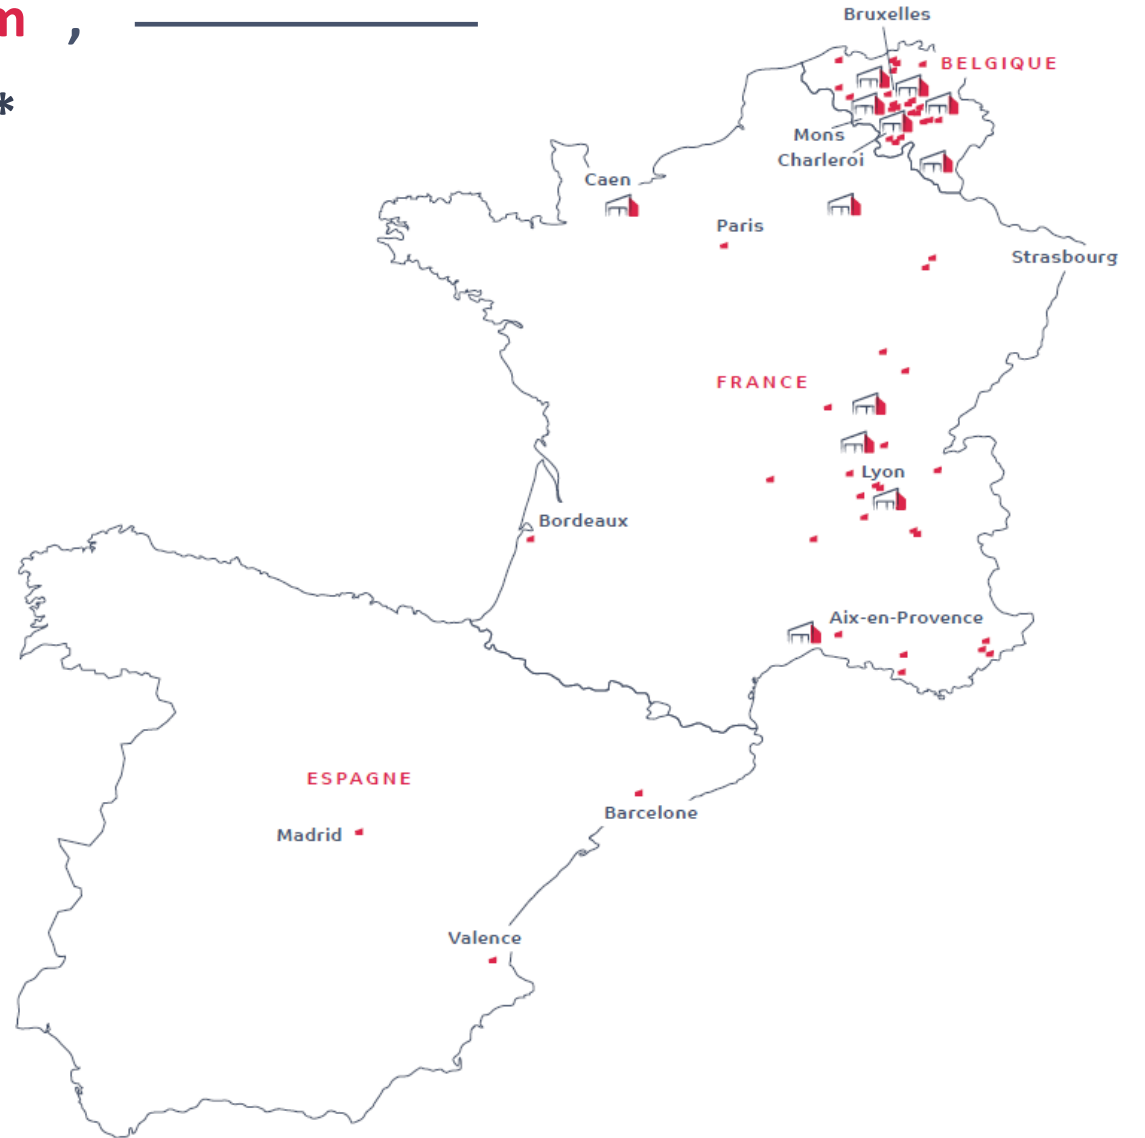 m ,
*
Bruxelles
BELGIQUE
Mons
Charleroi
Caen
Paris
Strasbourg
FRANCE
Lyon
Bordeaux
Aix-en-Provence
ESPAGNE
Barcelone
Madrid
Valence